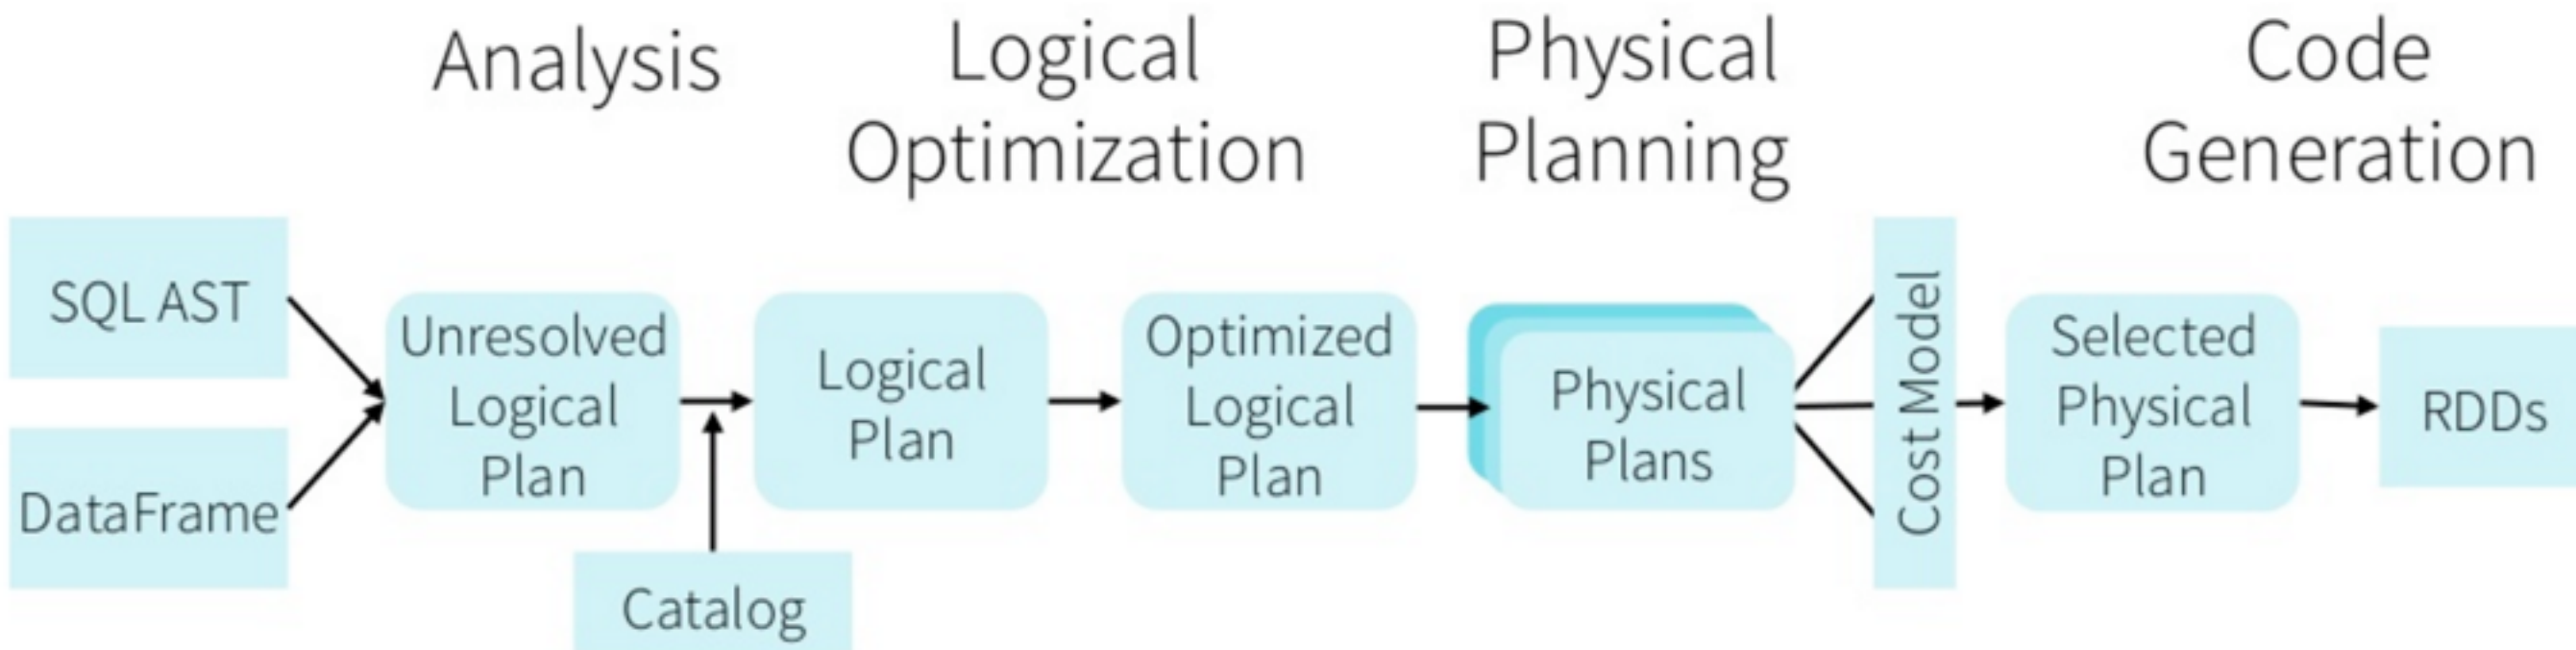 Analysis
Logical
Optimization
Physical
Planning
Code
Generation
SQL AST
DataFrame
Unresolved
Logical
Plan
Catalog
Logical
Plan
Optimized
Logical
Plan
Physical
Plans
Cost Model
Selected
Physical
Plan
RDDs